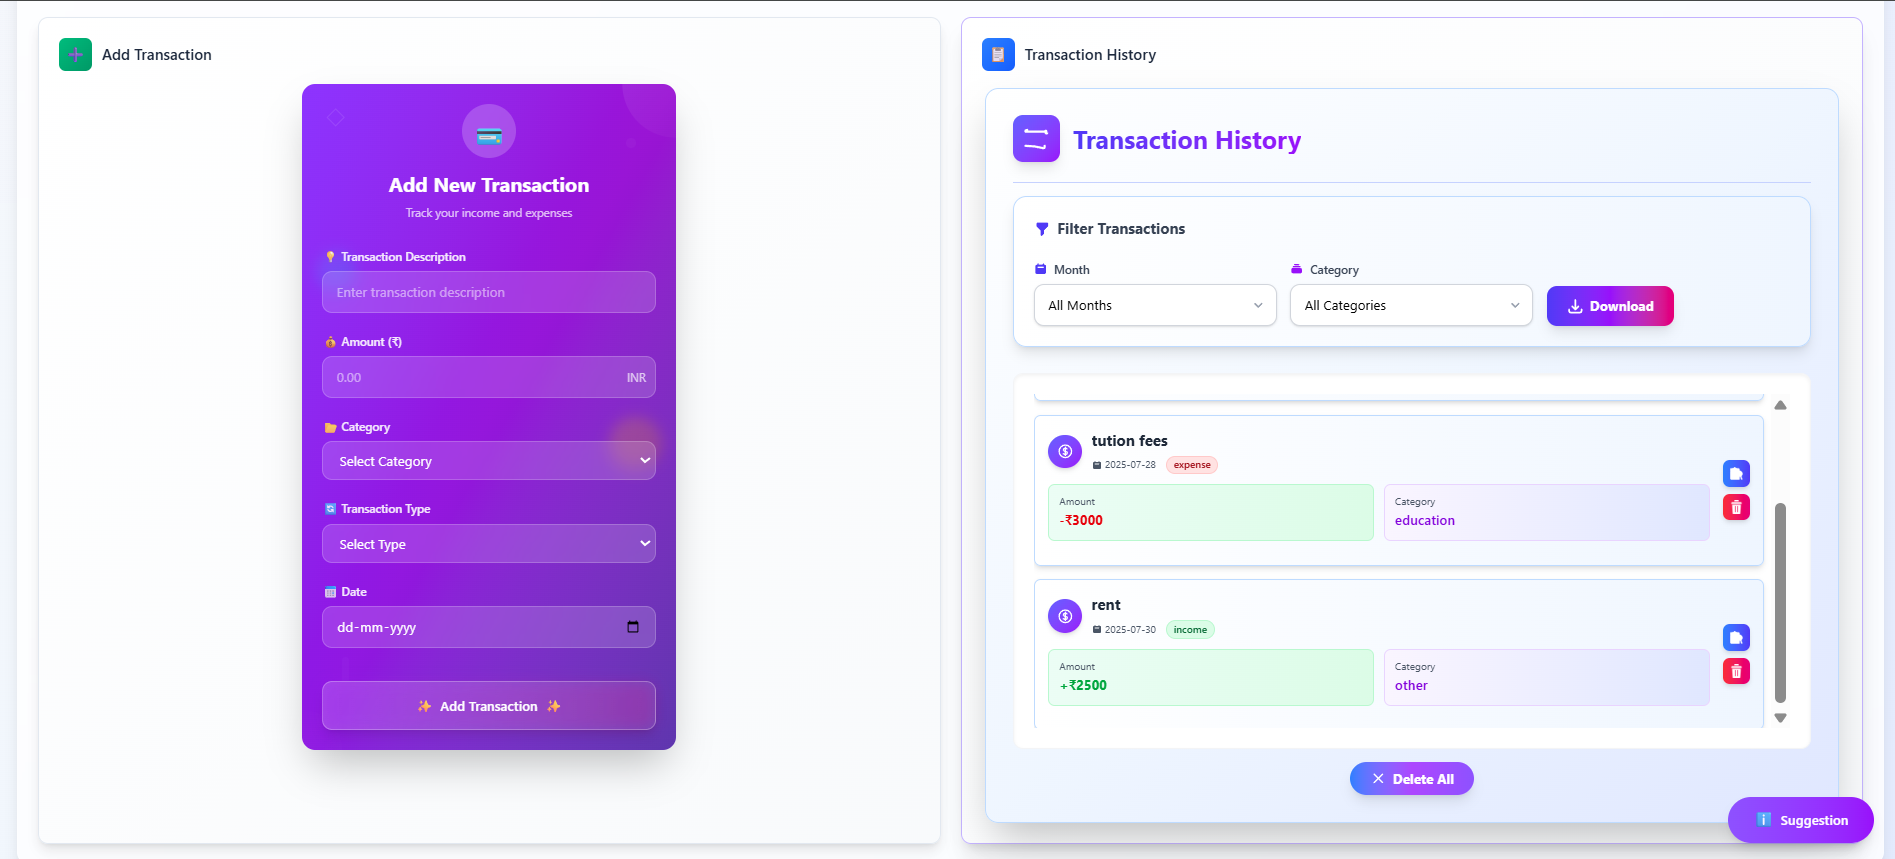 Add Transaction
Add New Transaction
Track your income and expenses
Transaction Description
Enter transaction description
Amount (₹)
0.00 INR
Category
Select Category
Transaction Type
Select Type
Date
dd-mm-yyyy
✨ Add Transaction ✨
Transaction History
Transaction History
Filter Transactions
Month Category
All Months All Categories Download
tution fees
2025-07-28 expense
Amount Category
-₹3000 education
rent
2025-07-30 income
Amount Category
+₹2500 other
Delete All
Suggestion